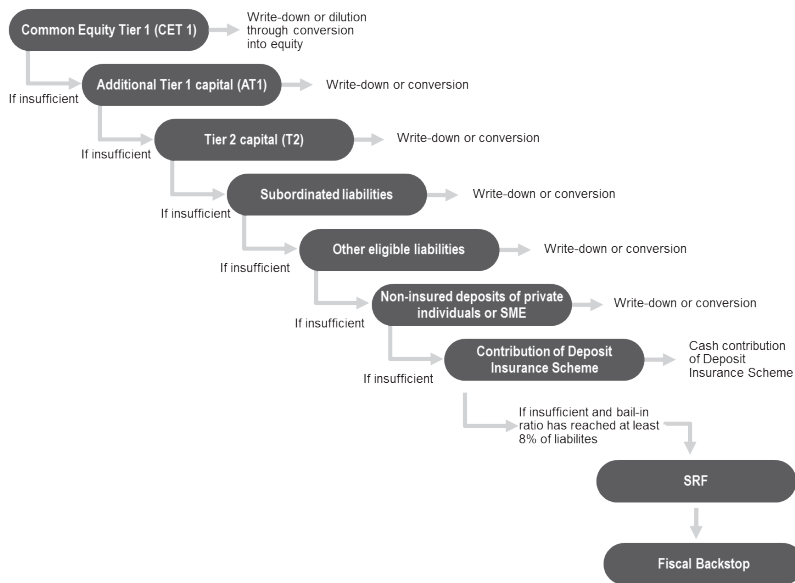 Common Equity Tier 1 (CET 1)
Write-down or dilution
through conversion
into equity
If insufficient
Additional Tier 1 capital (AT1)
Write-down or conversion
If insufficient
Tier 2 capital (T2)
Write-down or conversion
If insufficient
Subordinated liabilities
Write-down or conversion
If insufficient
Other eligible liabilities
Write-down or conversion
If insufficient
Non-insured deposits of private
individuals or SME
Write-down or conversion
If insufficient
Contribution of Deposit
Insurance Scheme
Cash contribution
of Deposit
Insurance Scheme
If insufficient and bail-in
ratio has reached at least
8% of liabilites
SRF
Fiscal Backstop